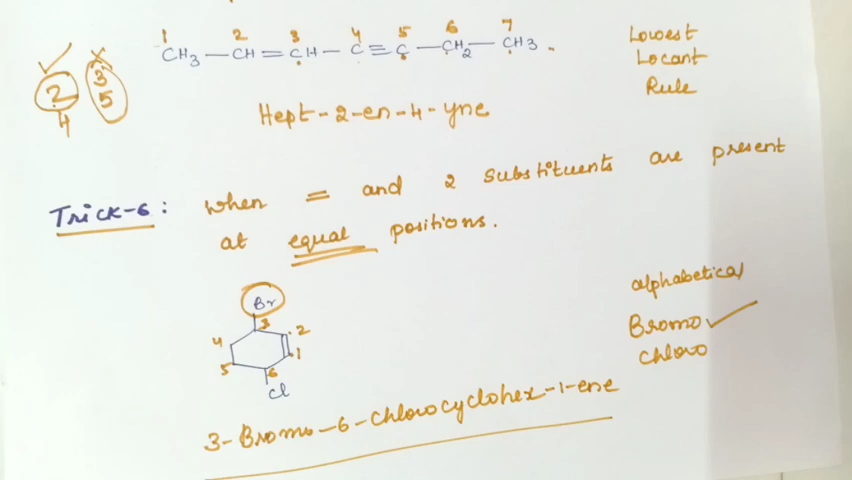 1 2 3 4 5 6 7
CH3 — CH = CH — C ≡ C — CH2 — CH3.
Lowest
Locant
Rule
2 3
4 5
Hept-2-en-4-yne
Trick-6: When = and 2 substituents are present
at equal positions.
alphabetical
Bromo ✓
Chloro
Br
3 2
4 1
5 6
Cl
3-Bromo-6-chlorocyclohex-1-ene